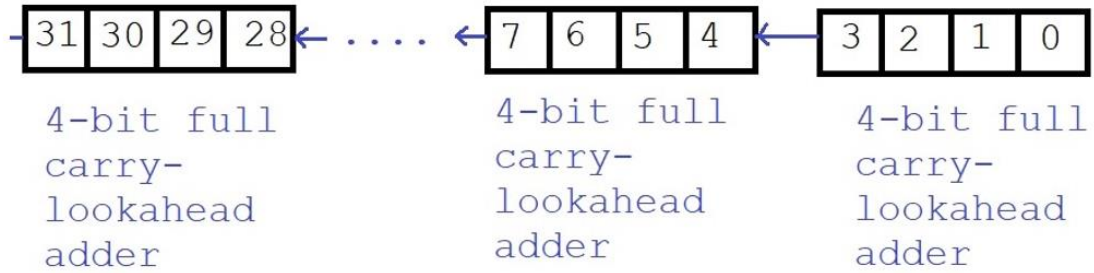 31 30 29 28 .... 7 6 5 4 3 2 1 0
4-bit full
carry-
lookahead
adder
4-bit full
carry-
lookahead
adder
4-bit full
carry-
lookahead
adder